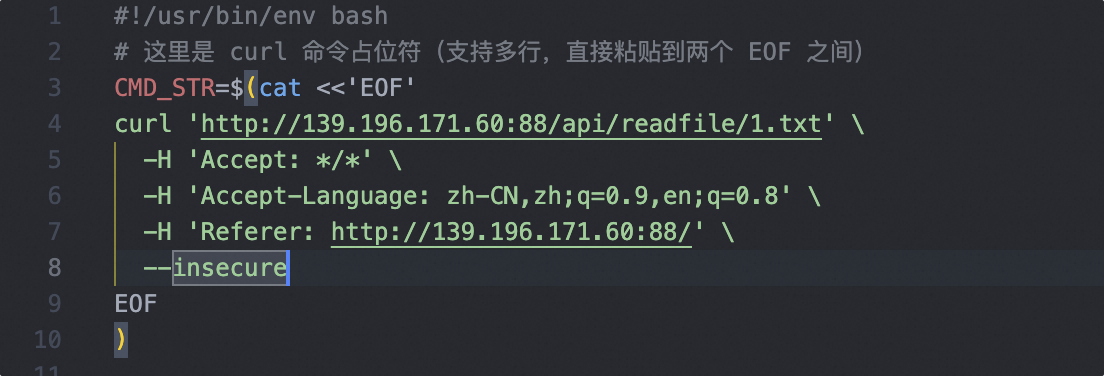 1 #!/usr/bin/env bash
2 # 这里是 curl 命令占位符（支持多行，直接粘贴到两个 EOF 之间）
3 CMD_STR=$(cat <<'EOF'
4 curl 'http://139.196.171.60:88/api/readfile/1.txt' \
5   -H 'Accept: */*' \
6   -H 'Accept-Language: zh-CN,zh;q=0.9,en;q=0.8' \
7   -H 'Referer: http://139.196.171.60:88/' \
8   --insecure
9 EOF
10 )
11